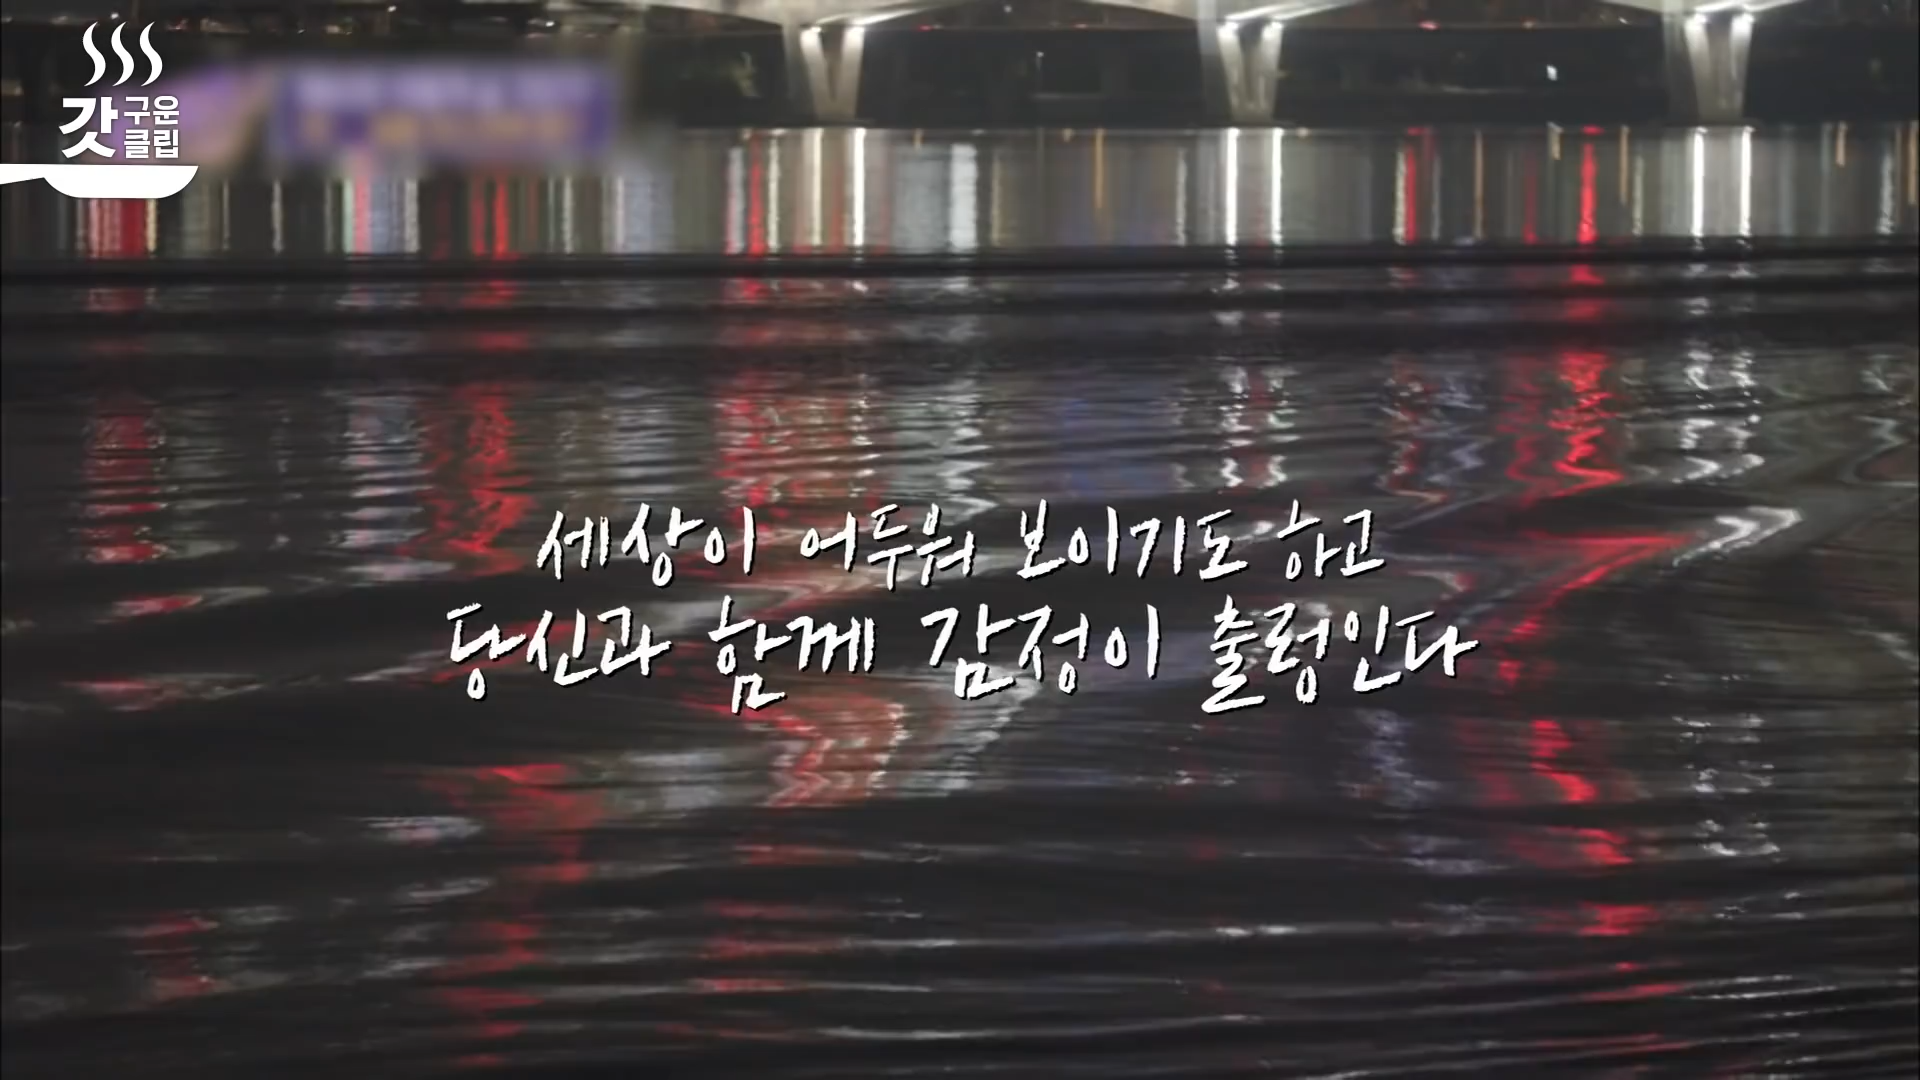 갓구운
클립
세상이 어두워 보이기도 하고
당신과 함께 감정이 출렁인다